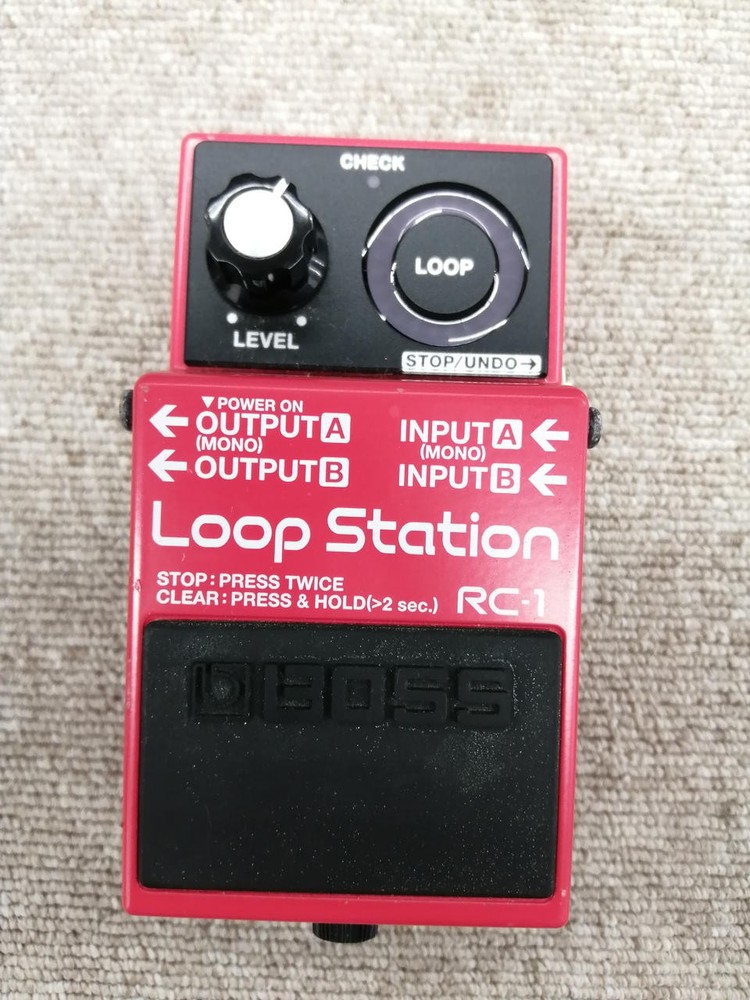 CHECK
LOOP
LEVEL
STOP/UNDO→
▼POWER ON
← OUTPUT A
(MONO)
← OUTPUT B
INPUT A ←
(MONO)
INPUT B ←
Loop Station
STOP : PRESS TWICE
CLEAR : PRESS & HOLD(>2 sec.)
RC-1
BOSS